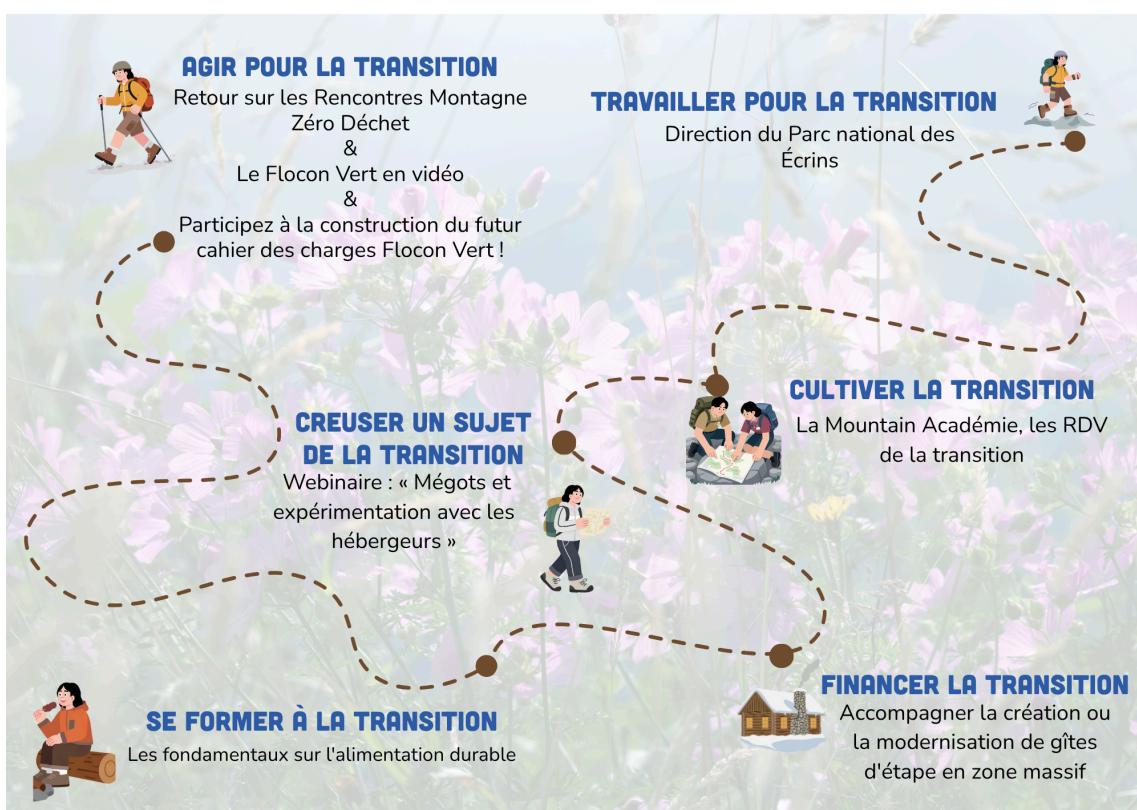 AGIR POUR LA TRANSITION
Retour sur les Rencontres Montagne
Zéro Déchet
&
Le Flocon Vert en vidéo
&
Participez à la construction du futur
cahier des charges Flocon Vert !
TRAVAILLER POUR LA TRANSITION
Direction du Parc national des
Écrins
CULTIVER LA TRANSITION
La Mountain Académie, les RDV
de la transition
CREUSER UN SUJET
DE LA TRANSITION
Webinaire : « Mégots et
expérimentation avec les
hébergeurs »
SE FORMER À LA TRANSITION
Les fondamentaux sur l'alimentation durable
FINANCER LA TRANSITION
Accompagner la création ou
la modernisation de gîtes
d'étape en zone massif